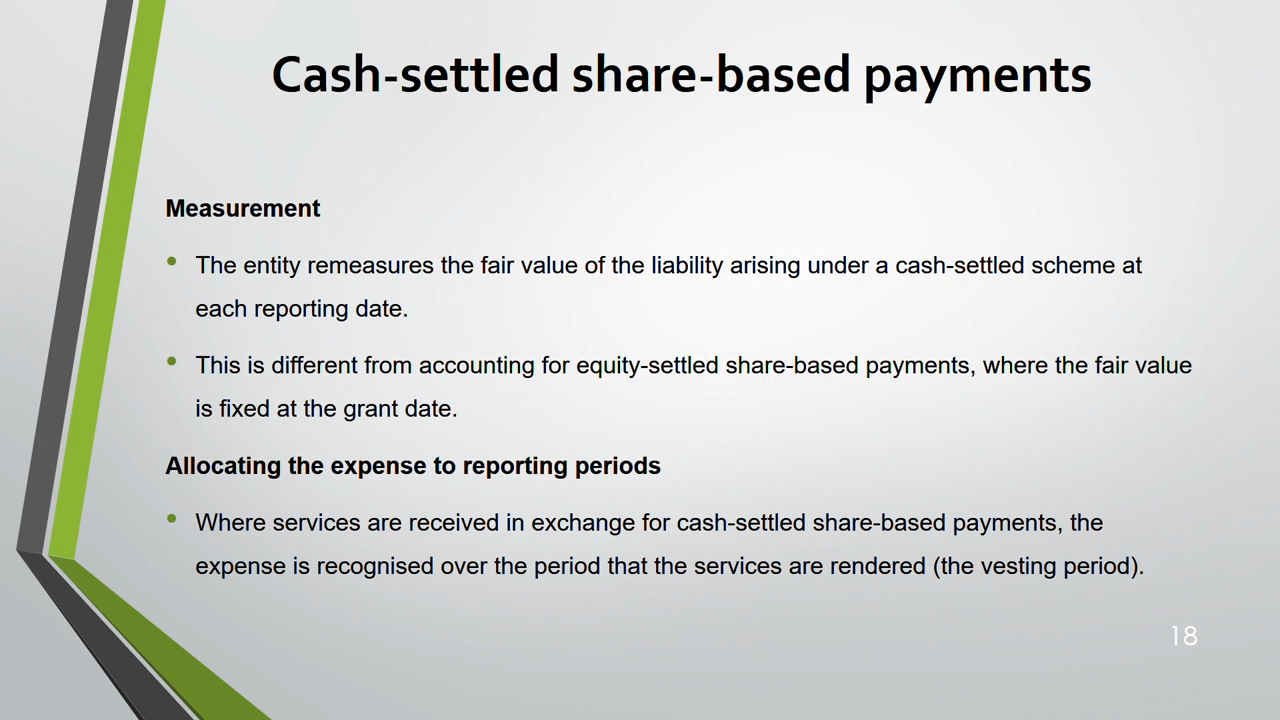 Cash-settled share-based payments
Measurement
• The entity remeasures the fair value of the liability arising under a cash-settled scheme at
each reporting date.
• This is different from accounting for equity-settled share-based payments, where the fair value
is fixed at the grant date.
Allocating the expense to reporting periods
• Where services are received in exchange for cash-settled share-based payments, the
expense is recognised over the period that the services are rendered (the vesting period).
18